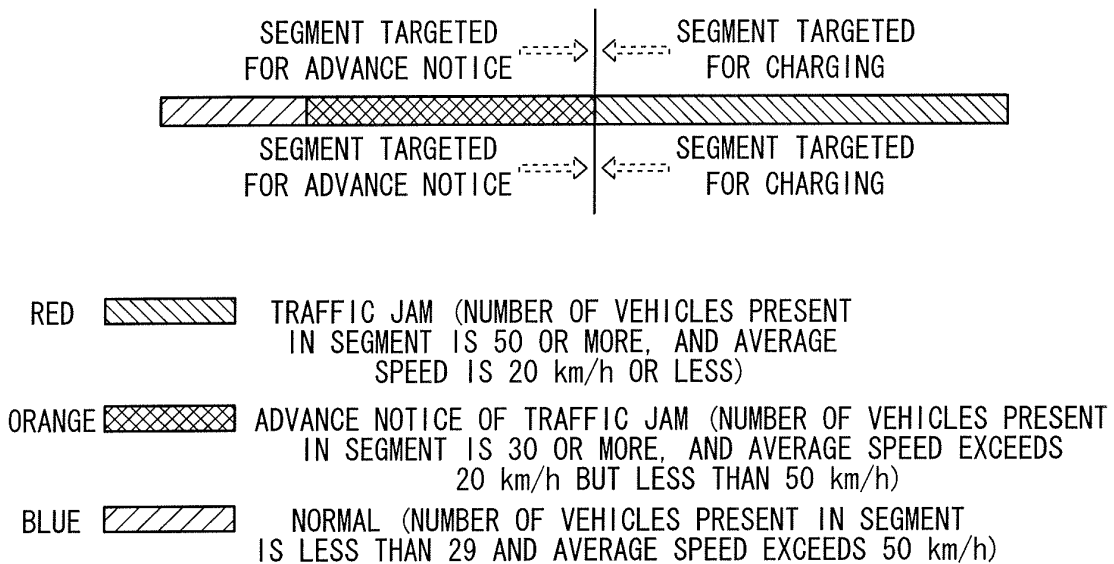 SEGMENT TARGETED
FOR ADVANCE NOTICE
SEGMENT TARGETED
FOR CHARGING
SEGMENT TARGETED
FOR ADVANCE NOTICE
SEGMENT TARGETED
FOR CHARGING
RED TRAFFIC JAM (NUMBER OF VEHICLES PRESENT
IN SEGMENT IS 50 OR MORE, AND AVERAGE
SPEED IS 20 km/h OR LESS)
ORANGE ADVANCE NOTICE OF TRAFFIC JAM (NUMBER OF VEHICLES PRESENT
IN SEGMENT IS 30 OR MORE, AND AVERAGE SPEED EXCEEDS
20 km/h BUT LESS THAN 50 km/h)
BLUE NORMAL (NUMBER OF VEHICLES PRESENT IN SEGMENT
IS LESS THAN 29 AND AVERAGE SPEED EXCEEDS 50 km/h)